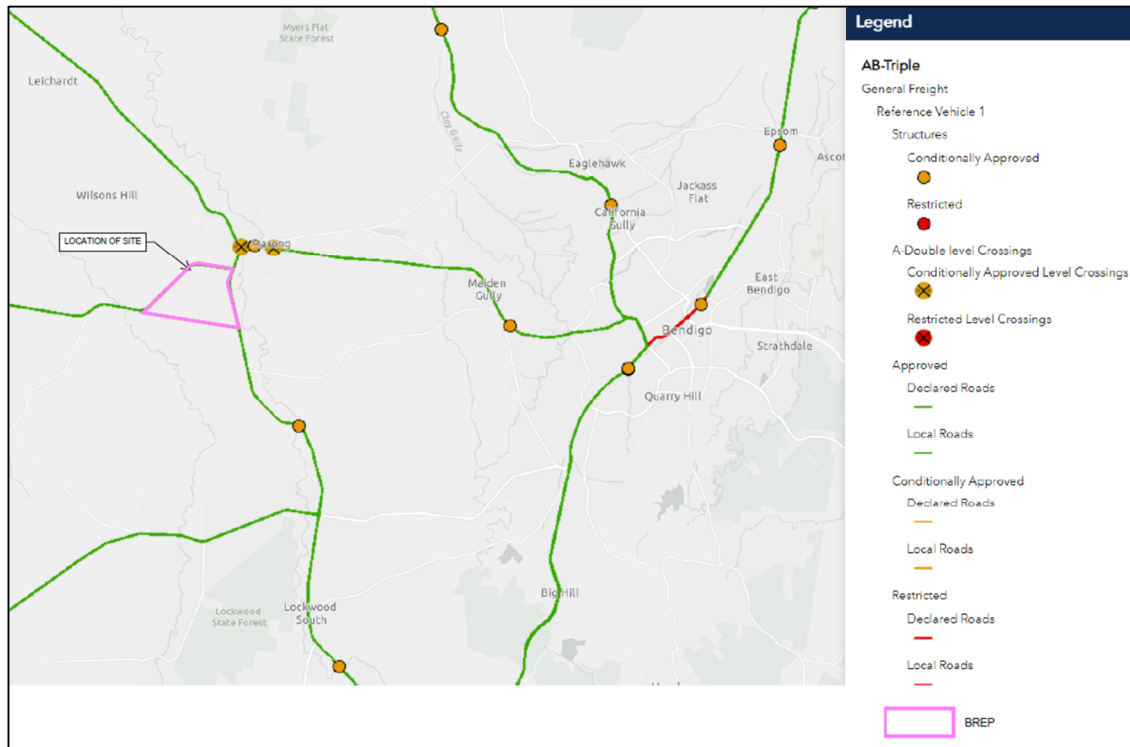 Myers Flat
State Forest
Leichardt
Clay Gully
Epsom
Ascot
Eaglehawk
Jackass
Flat
Wilsons Hill
California
Gully
LOCATION OF SITE
Marong
Maiden
Gully
East
Bendigo
Bendigo
Strathdale
Quarry Hill
Big Hill
Lockwood
State Forest
Lockwood
South
Legend
AB-Triple
General Freight
Reference Vehicle 1
Structures
Conditionally Approved
Restricted
A-Double level Crossings
Conditionally Approved Level Crossings
Restricted Level Crossings
Approved
Declared Roads
Local Roads
Conditionally Approved
Declared Roads
Local Roads
Restricted
Declared Roads
Local Roads
BREP